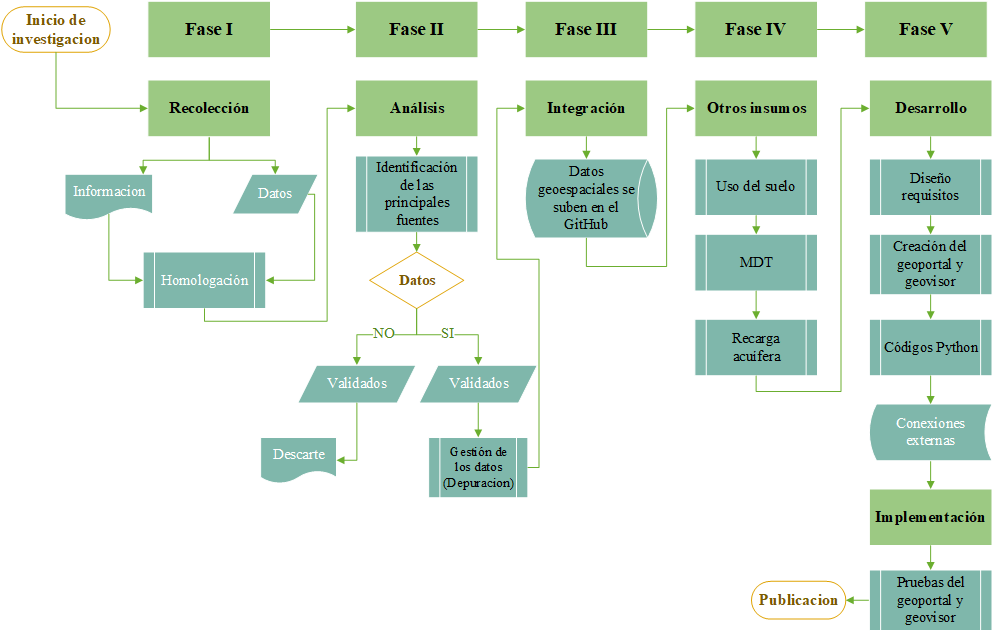 Inicio de
investigacion
Fase I
Fase II
Fase III
Fase IV
Fase V
Recolección
Análisis
Integración
Otros insumos
Desarrollo
Informacion
Datos
Homologación
Identificación
de las
principales
fuentes
Datos
NO
SI
Validados
Validados
Descarte
Gestión de
los datos
(Depuracion)
Datos
geoespaciales se
suben en el
GitHub
Uso del suelo
MDT
Recarga
acuifera
Diseño
requisitos
Creación del
geoportal y
geovisor
Códigos Python
Conexiones
externas
Implementación
Pruebas del
geoportal y
geovisor
Publicacion